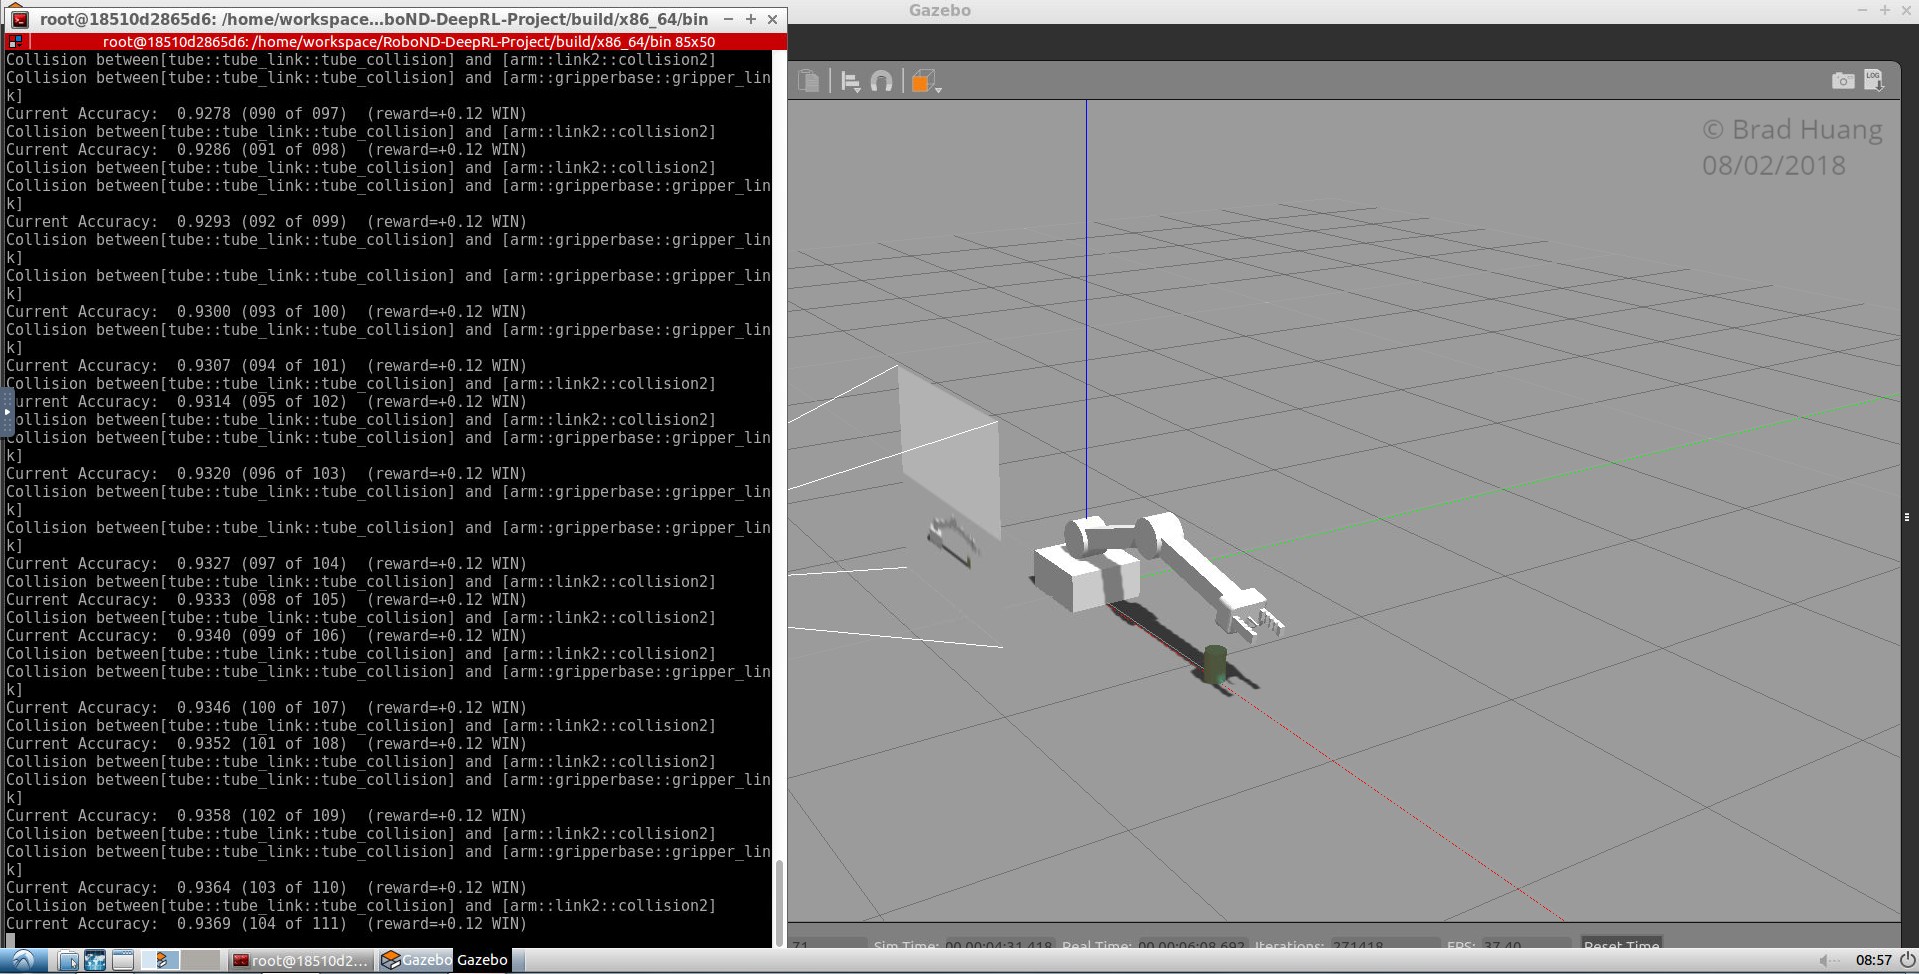 root@18510d2865d6: /home/workspace...boND-DeepRL-Project/build/x86_64/bin
root@18510d2865d6: /home/workspace/RoboND-DeepRL-Project/build/x86_64/bin 85x50
Collision between[tube::tube_link::tube_collision] and [arm::link2::collision2]
Collision between[tube::tube_link::tube_collision] and [arm::gripperbase::gripper_lin
k]
Current Accuracy:  0.9278 (090 of 097)  (reward=+0.12 WIN)
Collision between[tube::tube_link::tube_collision] and [arm::link2::collision2]
Current Accuracy:  0.9286 (091 of 098)  (reward=+0.12 WIN)
Collision between[tube::tube_link::tube_collision] and [arm::link2::collision2]
Collision between[tube::tube_link::tube_collision] and [arm::gripperbase::gripper_lin
k]
Current Accuracy:  0.9293 (092 of 099)  (reward=+0.12 WIN)
Collision between[tube::tube_link::tube_collision] and [arm::gripperbase::gripper_lin
k]
Collision between[tube::tube_link::tube_collision] and [arm::gripperbase::gripper_lin
k]
Current Accuracy:  0.9300 (093 of 100)  (reward=+0.12 WIN)
Collision between[tube::tube_link::tube_collision] and [arm::gripperbase::gripper_lin
k]
Current Accuracy:  0.9307 (094 of 101)  (reward=+0.12 WIN)
Collision between[tube::tube_link::tube_collision] and [arm::link2::collision2]
urrent Accuracy:  0.9314 (095 of 102)  (reward=+0.12 WIN)
ollision between[tube::tube_link::tube_collision] and [arm::link2::collision2]
ollision between[tube::tube_link::tube_collision] and [arm::gripperbase::gripper_lin
k]
Current Accuracy:  0.9320 (096 of 103)  (reward=+0.12 WIN)
Collision between[tube::tube_link::tube_collision] and [arm::gripperbase::gripper_lin
k]
Collision between[tube::tube_link::tube_collision] and [arm::gripperbase::gripper_lin
k]
Current Accuracy:  0.9327 (097 of 104)  (reward=+0.12 WIN)
Collision between[tube::tube_link::tube_collision] and [arm::link2::collision2]
Current Accuracy:  0.9333 (098 of 105)  (reward=+0.12 WIN)
Collision between[tube::tube_link::tube_collision] and [arm::link2::collision2]
Current Accuracy:  0.9340 (099 of 106)  (reward=+0.12 WIN)
Collision between[tube::tube_link::tube_collision] and [arm::link2::collision2]
Collision between[tube::tube_link::tube_collision] and [arm::gripperbase::gripper_lin
k]
Current Accuracy:  0.9346 (100 of 107)  (reward=+0.12 WIN)
Collision between[tube::tube_link::tube_collision] and [arm::link2::collision2]
Current Accuracy:  0.9352 (101 of 108)  (reward=+0.12 WIN)
Collision between[tube::tube_link::tube_collision] and [arm::link2::collision2]
Collision between[tube::tube_link::tube_collision] and [arm::gripperbase::gripper_lin
k]
Current Accuracy:  0.9358 (102 of 109)  (reward=+0.12 WIN)
Collision between[tube::tube_link::tube_collision] and [arm::link2::collision2]
Collision between[tube::tube_link::tube_collision] and [arm::gripperbase::gripper_lin
k]
Current Accuracy:  0.9364 (103 of 110)  (reward=+0.12 WIN)
Collision between[tube::tube_link::tube_collision] and [arm::link2::collision2]
Current Accuracy:  0.9369 (104 of 111)  (reward=+0.12 WIN)
Gazebo
LOG
© Brad Huang
08/02/2018
71 Sim Time: 00 00:04:31.418 Real Time: 00 00:06:08.692 Iterations: 271418 FPS: 37.40 Reset Time
root@18510d2... Gazebo Gazebo 08:57